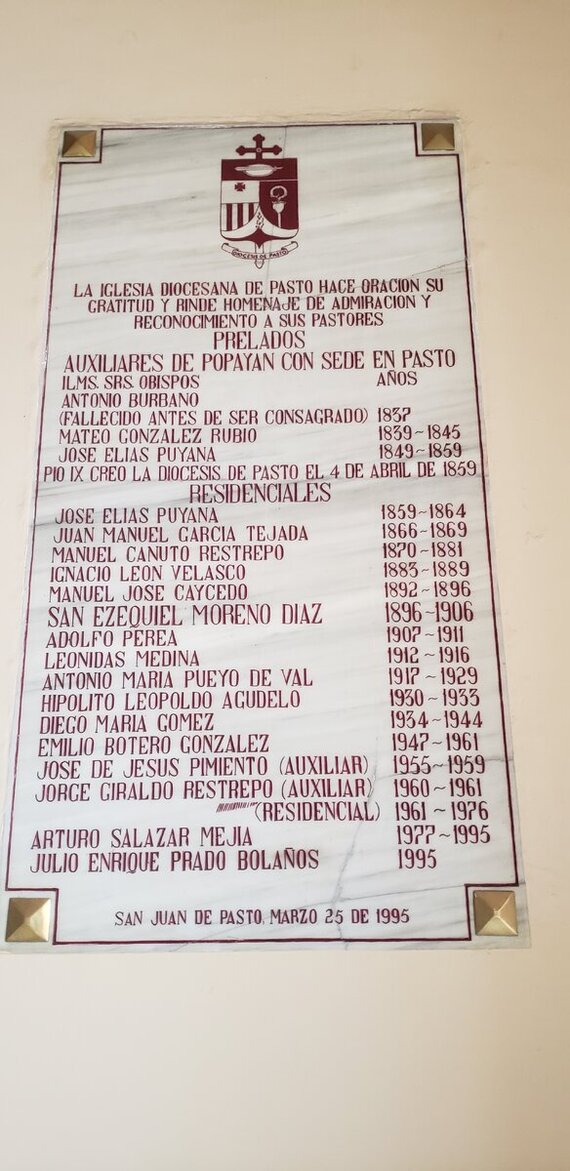 DIOCESIS DE PASTO
LA IGLESIA DIOCESANA DE PASTO HACE ORACION SU
GRATITUD Y RINDE HOMENAJE DE ADMIRACION Y
RECONOCIMIENTO A SUS PASTORES
PRELADOS
AUXILIARES DE POPAYAN CON SEDE EN PASTO
ILMS. SRS. OBISPOS AÑOS
ANTONIO BURBANO
(FALLECIDO ANTES DE SER CONSAGRADO) 1837
MATEO GONZALEZ RUBIO 1839~1845
JOSE ELIAS PUYANA 1849~1859
PIO IX CREO LA DIOCESIS DE PASTO EL 4 DE ABRIL DE 1859
RESIDENCIALES
JOSE ELIAS PUYANA 1859~1864
JUAN MANUEL GARCIA TEJADA 1866~1869
MANUEL CANUTO RESTREPO 1870~1881
IGNACIO LEON VELASCO 1883~1889
MANUEL JOSE CAYCEDO 1892~1896
SAN EZEQUIEL MORENO DIAZ 1896~1906
ADOLFO PEREA 1907~1911
LEONIDAS MEDINA 1912~1916
ANTONIO MARIA PUEYO DE VAL 1917~1929
HIPOLITO LEOPOLDO AGUDELO 1930~1933
DIEGO MARIA GOMEZ 1934~1944
EMILIO BOTERO GONZALEZ 1947~1961
JOSE DE JESUS PIMIENTO (AUXILIAR) 1955~1959
JORGE GIRALDO RESTREPO (AUXILIAR) 1960~1961
" (RESIDENCIAL) 1961~1976
ARTURO SALAZAR MEJIA 1977~1995
JULIO ENRIQUE PRADO BOLAÑOS 1995
SAN JUAN DE PASTO, MARZO 25 DE 1995